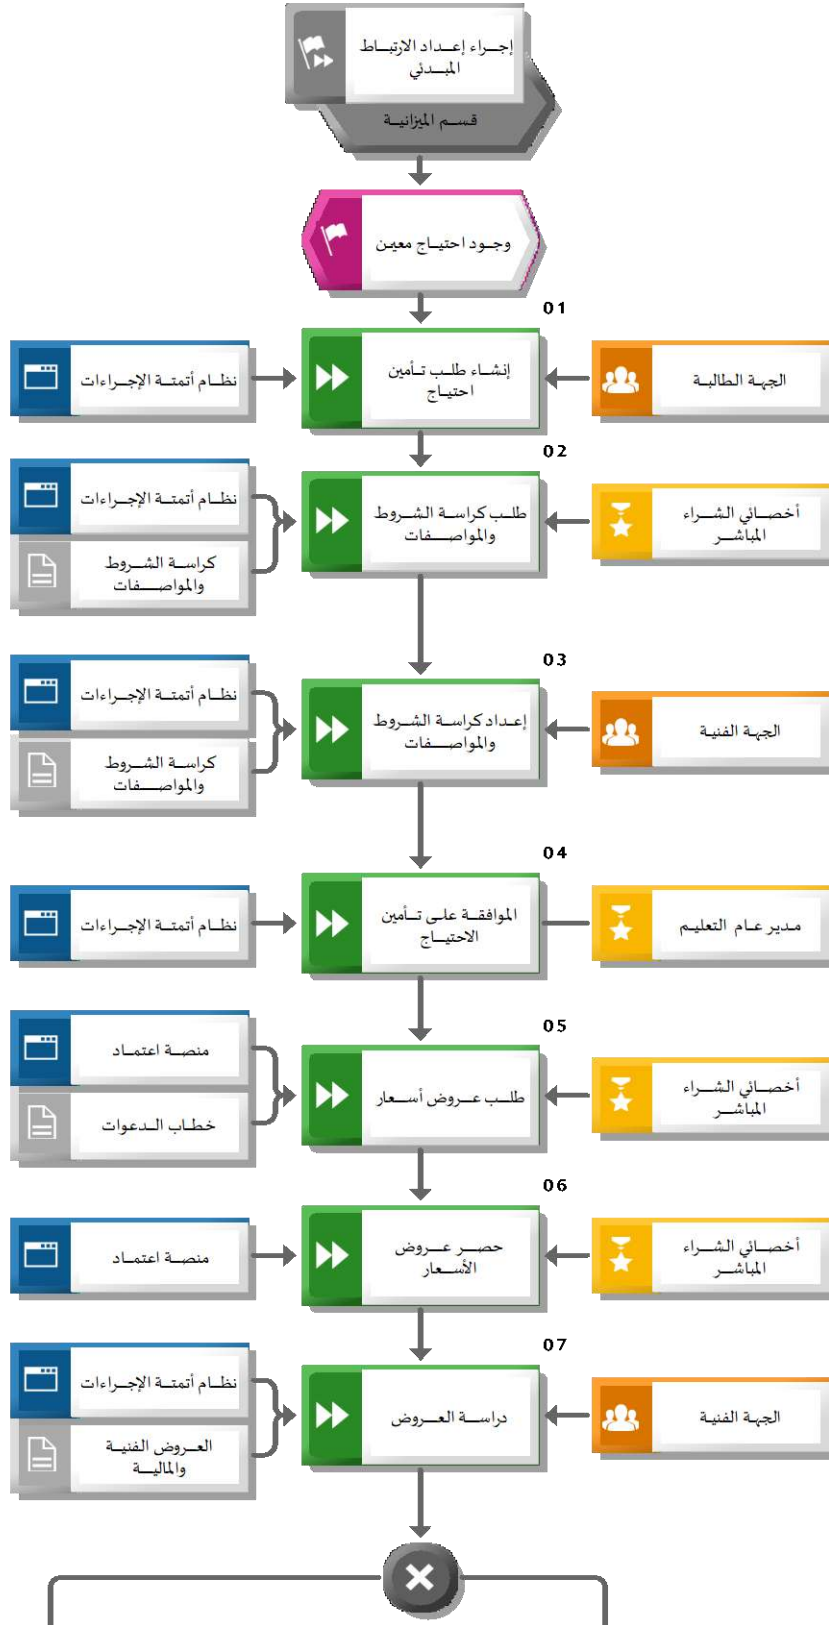 إجراء إعداد الارتباط
المبدئي
قسم الميزانية
وجود احتياج معين
01
الجهة الطالبة
إنشاء طلب تأمين
احتياج
نظام أتمتة الإجراءات
02
أخصائي الشراء
المباشر
طلب كراسة الشروط
والمواصفات
نظام أتمتة الإجراءات
كراسة الشروط
والمواصفات
03
الجهة الفنية
إعداد كراسة الشروط
والمواصفات
نظام أتمتة الإجراءات
كراسة الشروط
والمواصفات
04
مدير عام التعليم
الموافقة على تأمين
الاحتياج
نظام أتمتة الإجراءات
05
أخصائي الشراء
المباشر
طلب عروض أسعار
منصة اعتماد
خطاب الدعوات
06
أخصائي الشراء
المباشر
حصر عروض
الأسعار
منصة اعتماد
07
الجهة الفنية
دراسة العروض
نظام أتمتة الإجراءات
العروض الفنية
والمالية